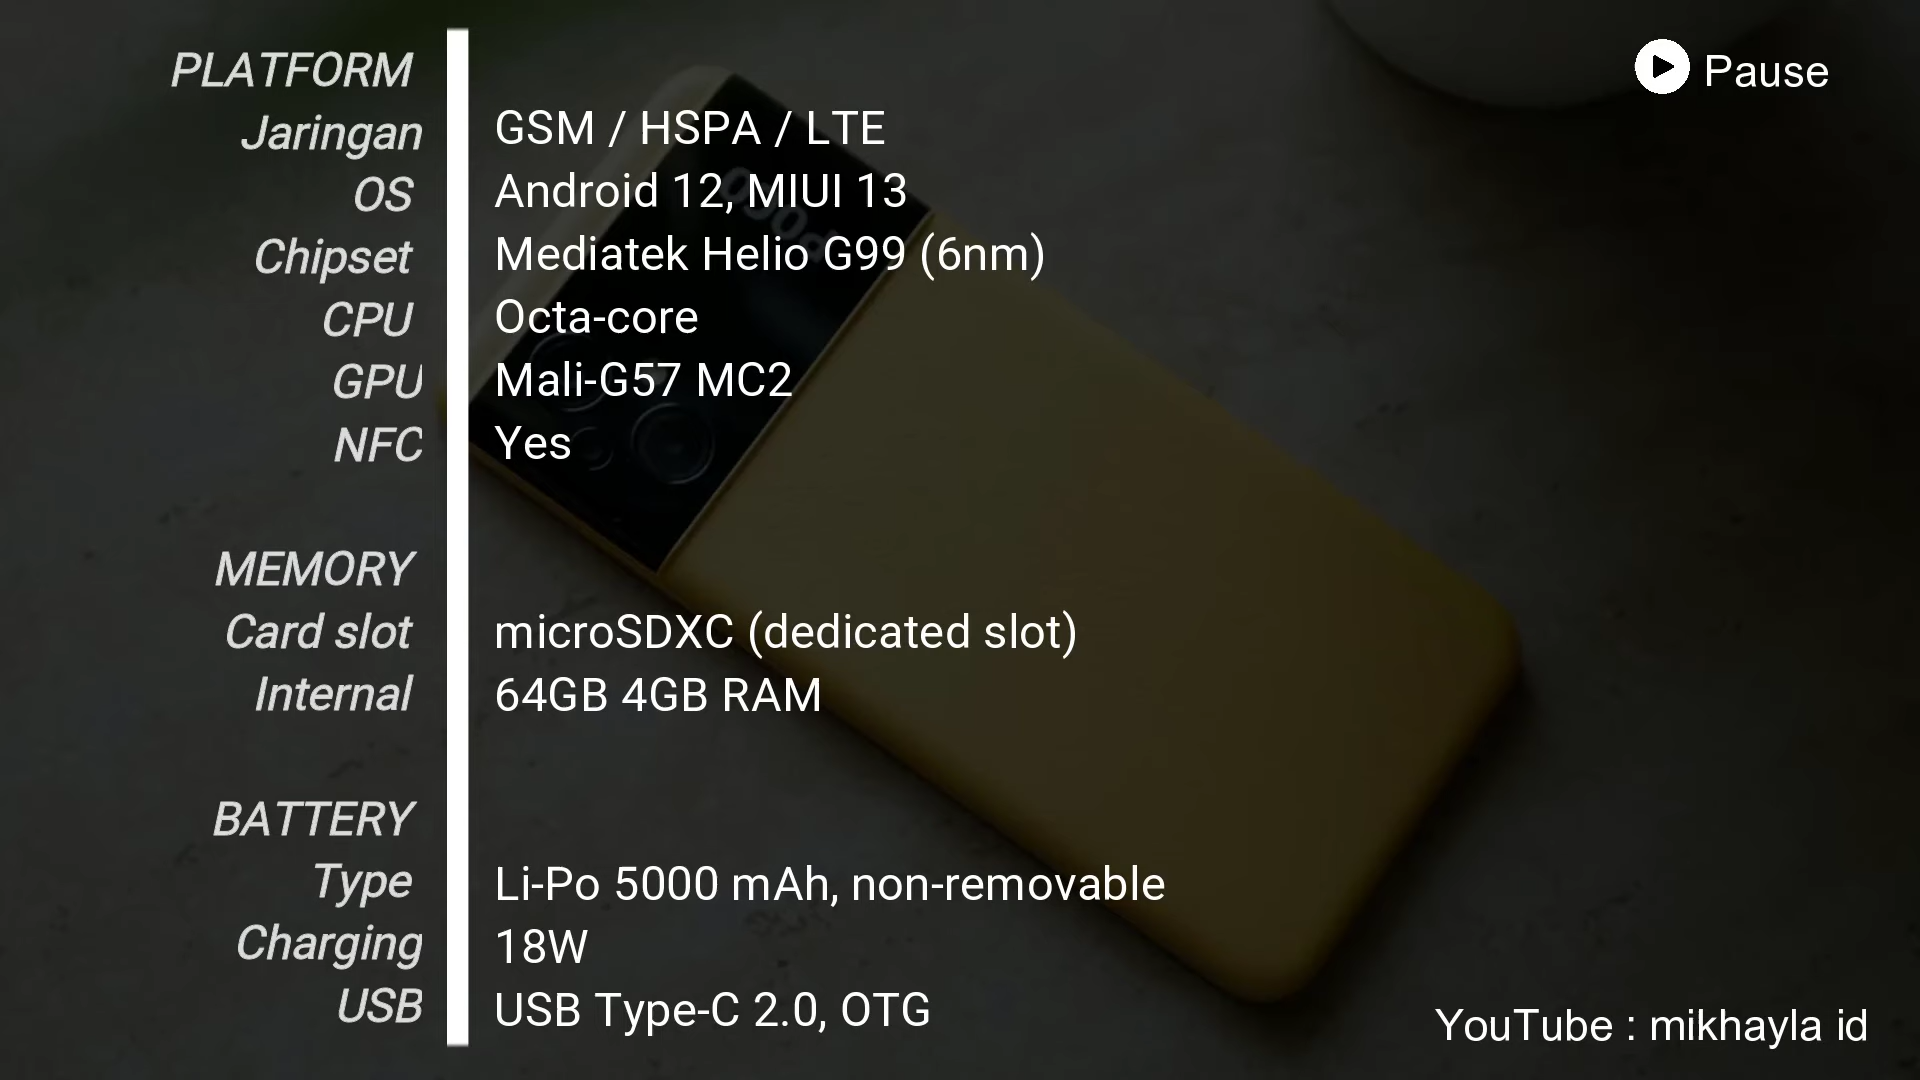 PLATFORM
Jaringan GSM / HSPA / LTE
OS Android 12, MIUI 13
Chipset Mediatek Helio G99 (6nm)
CPU Octa-core
GPU Mali-G57 MC2
NFC Yes
MEMORY
Card slot microSDXC (dedicated slot)
Internal 64GB 4GB RAM
BATTERY
Type Li-Po 5000 mAh, non-removable
Charging 18W
USB USB Type-C 2.0, OTG
Pause
YouTube : mikhayla id
poco